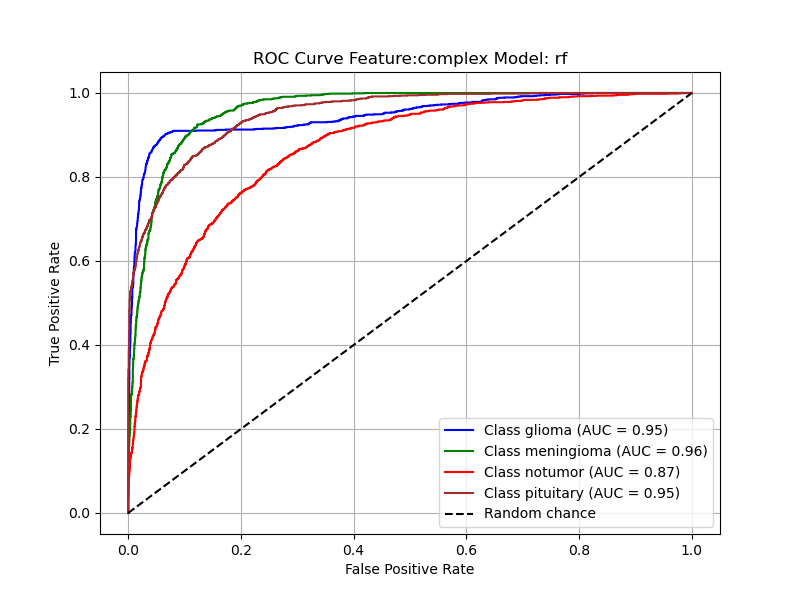 ROC Curve Feature:complex Model: rf
True Positive Rate
1.0
0.8
0.6
0.4
0.2
0.0
Class glioma (AUC = 0.95)
Class meningioma (AUC = 0.96)
Class notumor (AUC = 0.87)
Class pituitary (AUC = 0.95)
Random chance
0.0 0.2 0.4 0.6 0.8 1.0
False Positive Rate